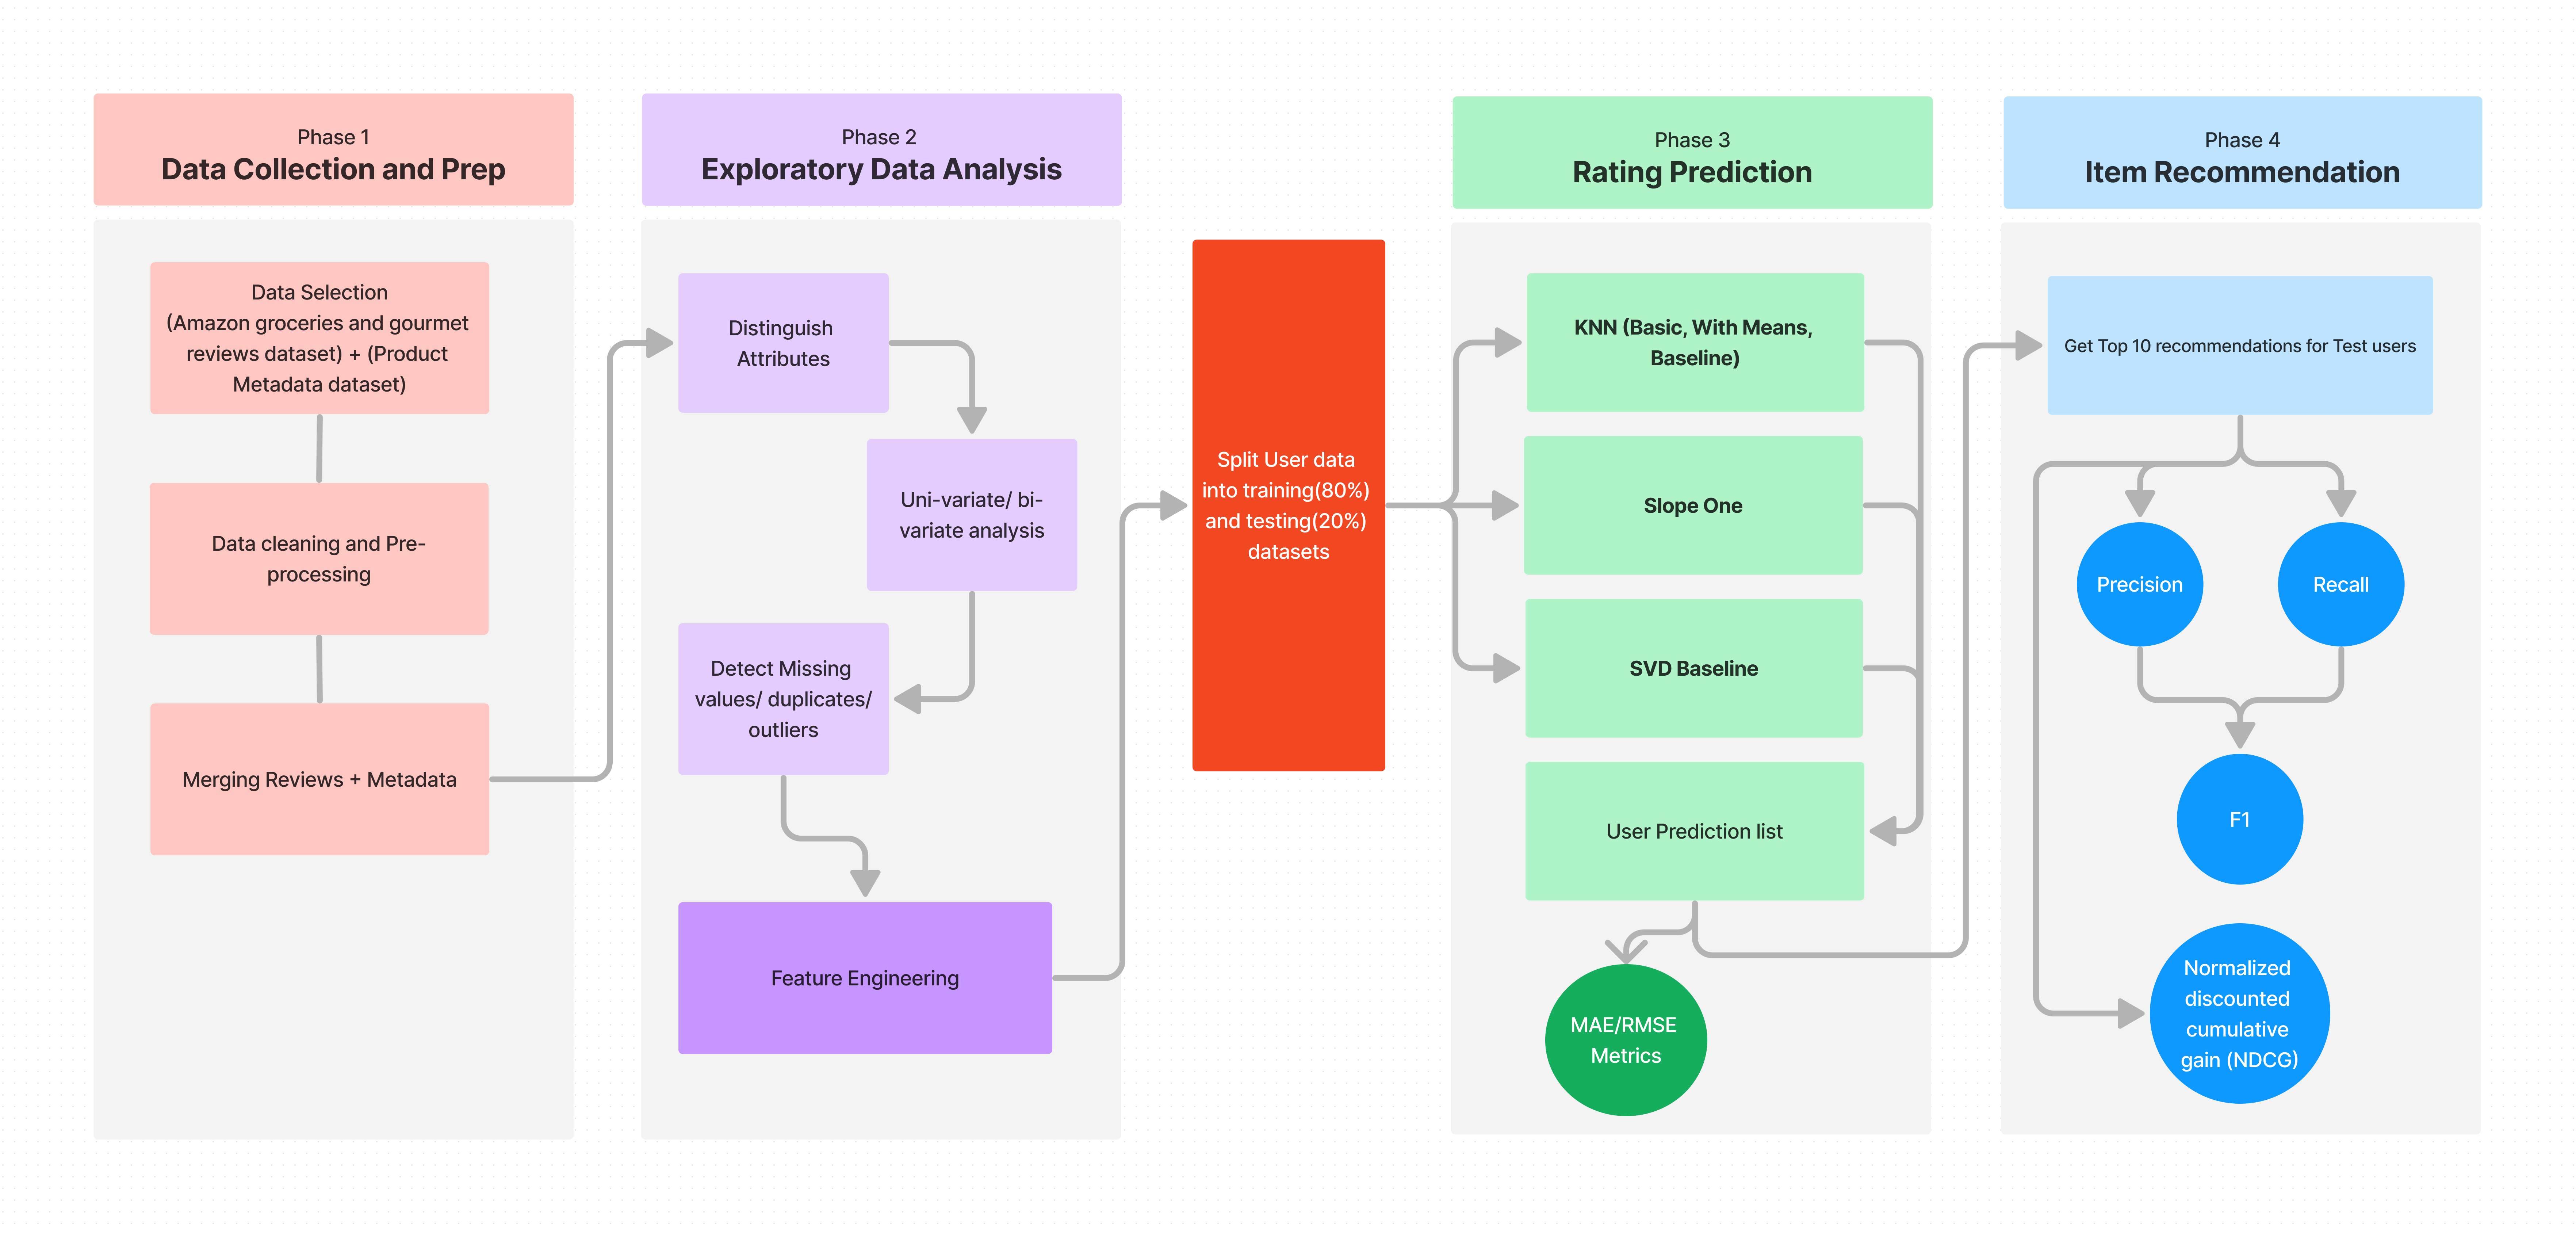 Phase 1
Data Collection and Prep
Data Selection
(Amazon groceries and gourmet
reviews dataset) + (Product
Metadata dataset)
Data cleaning and Pre-
processing
Merging Reviews + Metadata
Phase 2
Exploratory Data Analysis
Distinguish
Attributes
Uni-variate/ bi-
variate analysis
Detect Missing
values/ duplicates/
outliers
Feature Engineering
Split User data
into training(80%)
and testing(20%)
datasets
Phase 3
Rating Prediction
KNN (Basic, With Means,
Baseline)
Slope One
SVD Baseline
User Prediction list
MAE/RMSE
Metrics
Phase 4
Item Recommendation
Get Top 10 recommendations for Test users
Precision
Recall
F1
Normalized
discounted
cumulative
gain (NDCG)